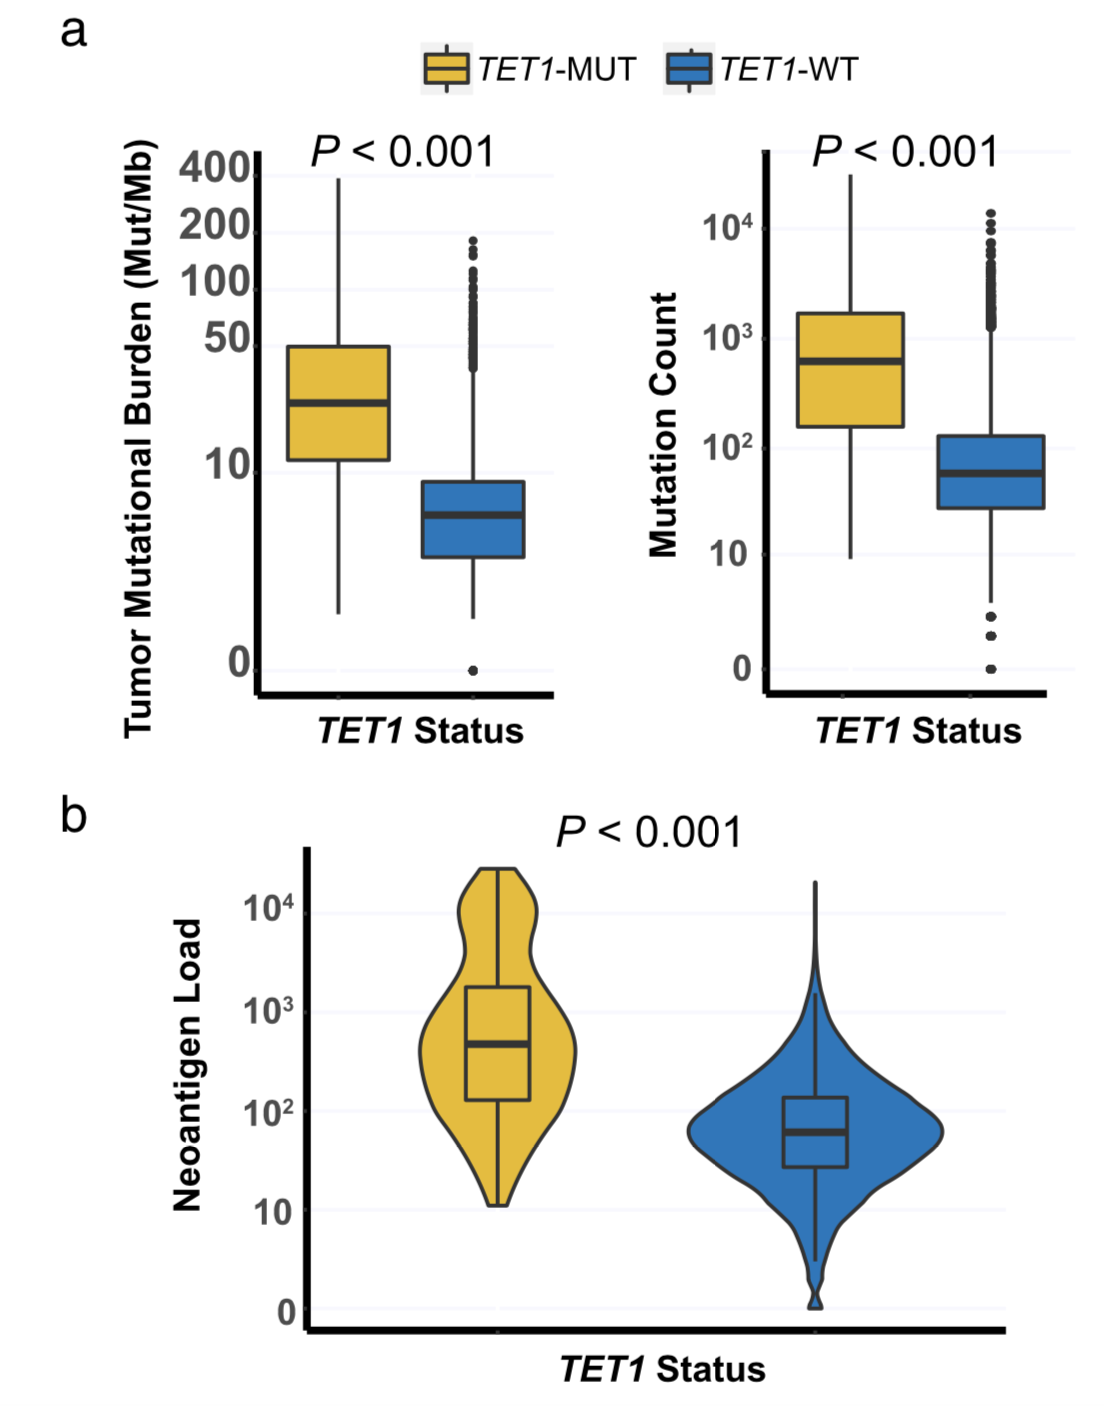 a
TET1-MUT TET1-WT
P < 0.001
P < 0.001
Tumor Mutational Burden (Mut/Mb)
400
200
100
50
10
0
TET1 Status
Mutation Count
10⁴
10³
10²
10
0
TET1 Status
b
P < 0.001
Neoantigen Load
10⁴
10³
10²
10
0
TET1 Status